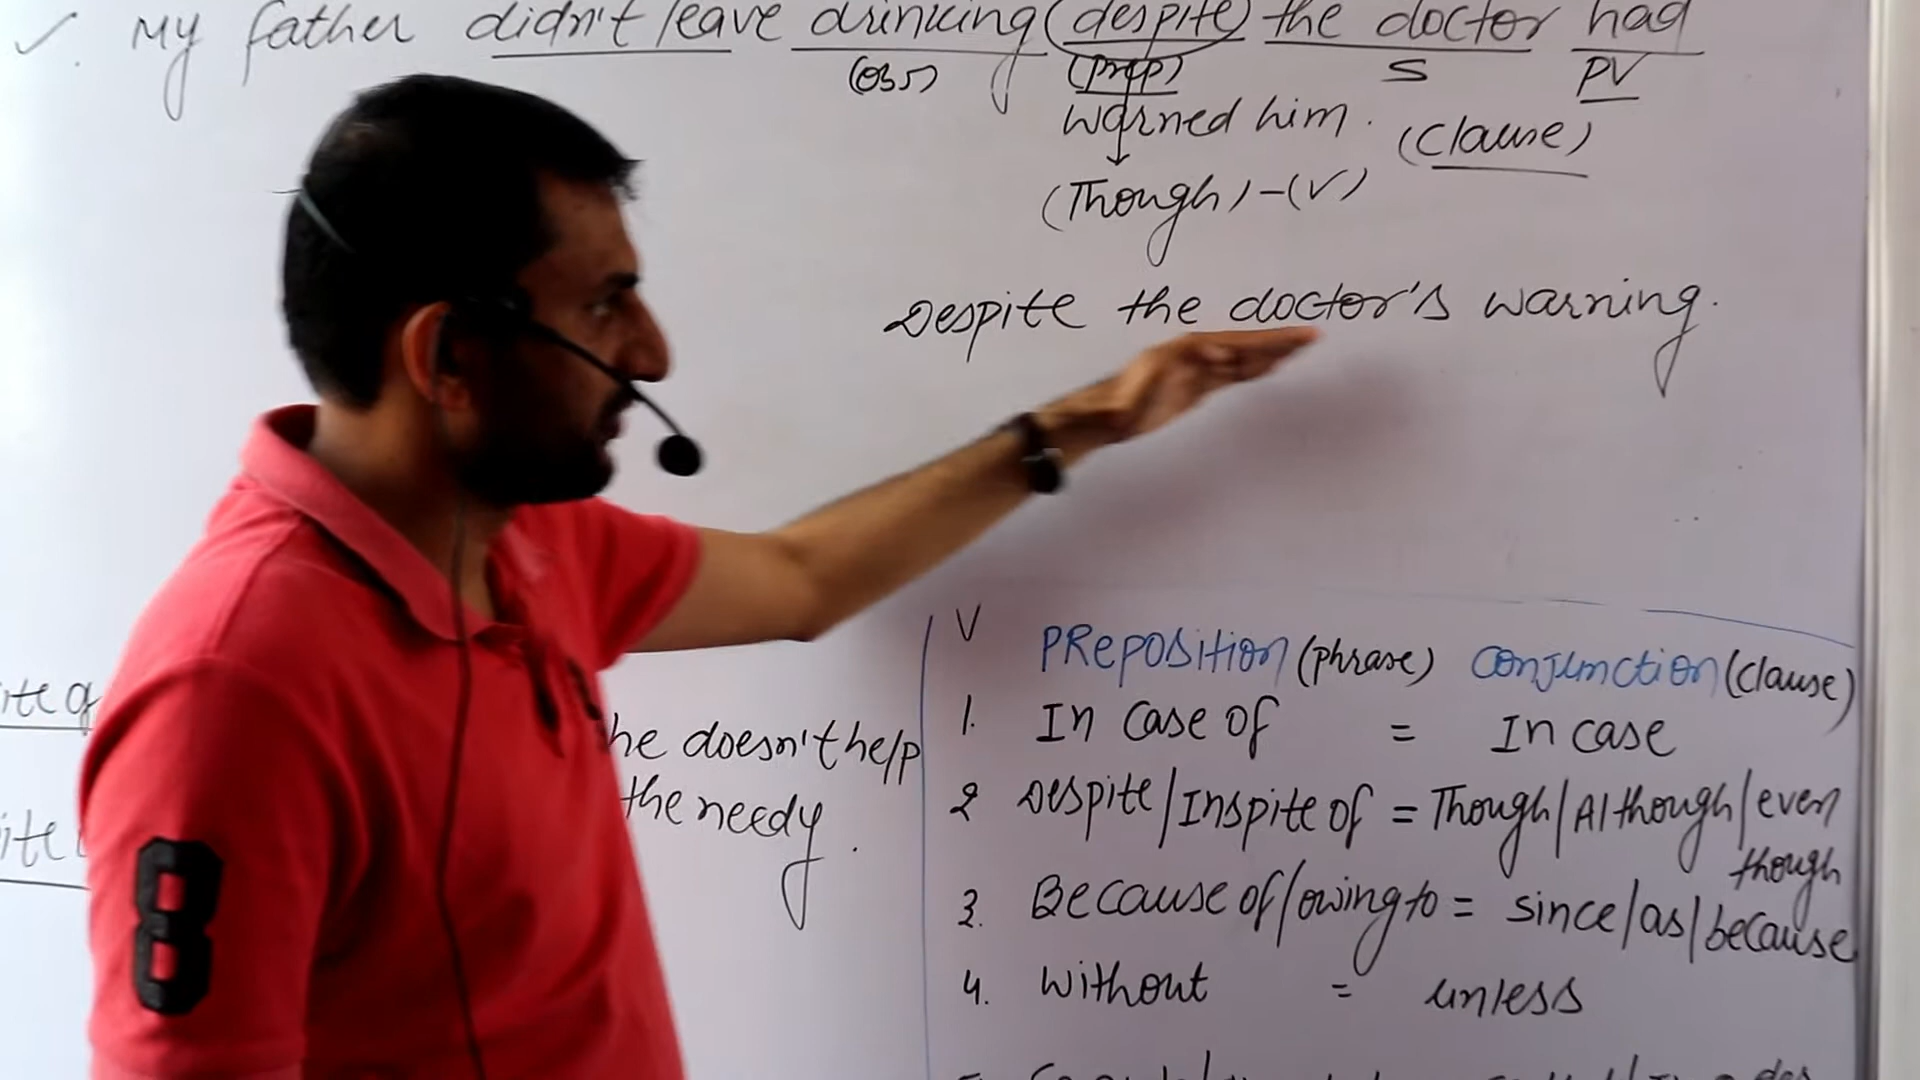 ✓. My father didn't leave drinking (despite) the doctor had
(obj) (prep) S PV
warned him. (Clause)
(Though) - (✓)
Despite the doctor's warning.
PREPOSITION (phrase) CONJUNCTION (Clause)
1. In case of = In case
2 Despite/Inspite of = Though/Although/even
though
3. Because of/owing to = since/as/because
4. without = unless
he doesn't help
the needy.
8